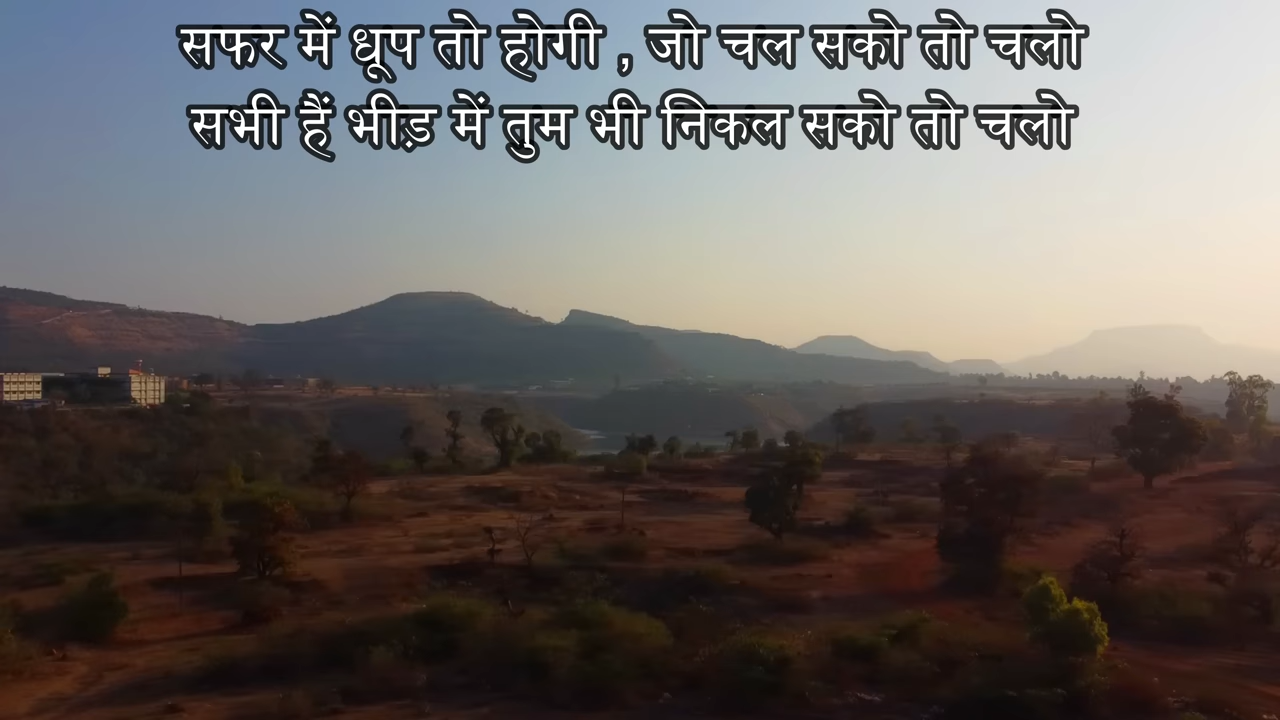 सफर में धूप तो होगी , जो चल सको तो चलो
सभी हैं भीड़ में तुम भी निकल सको तो चलो